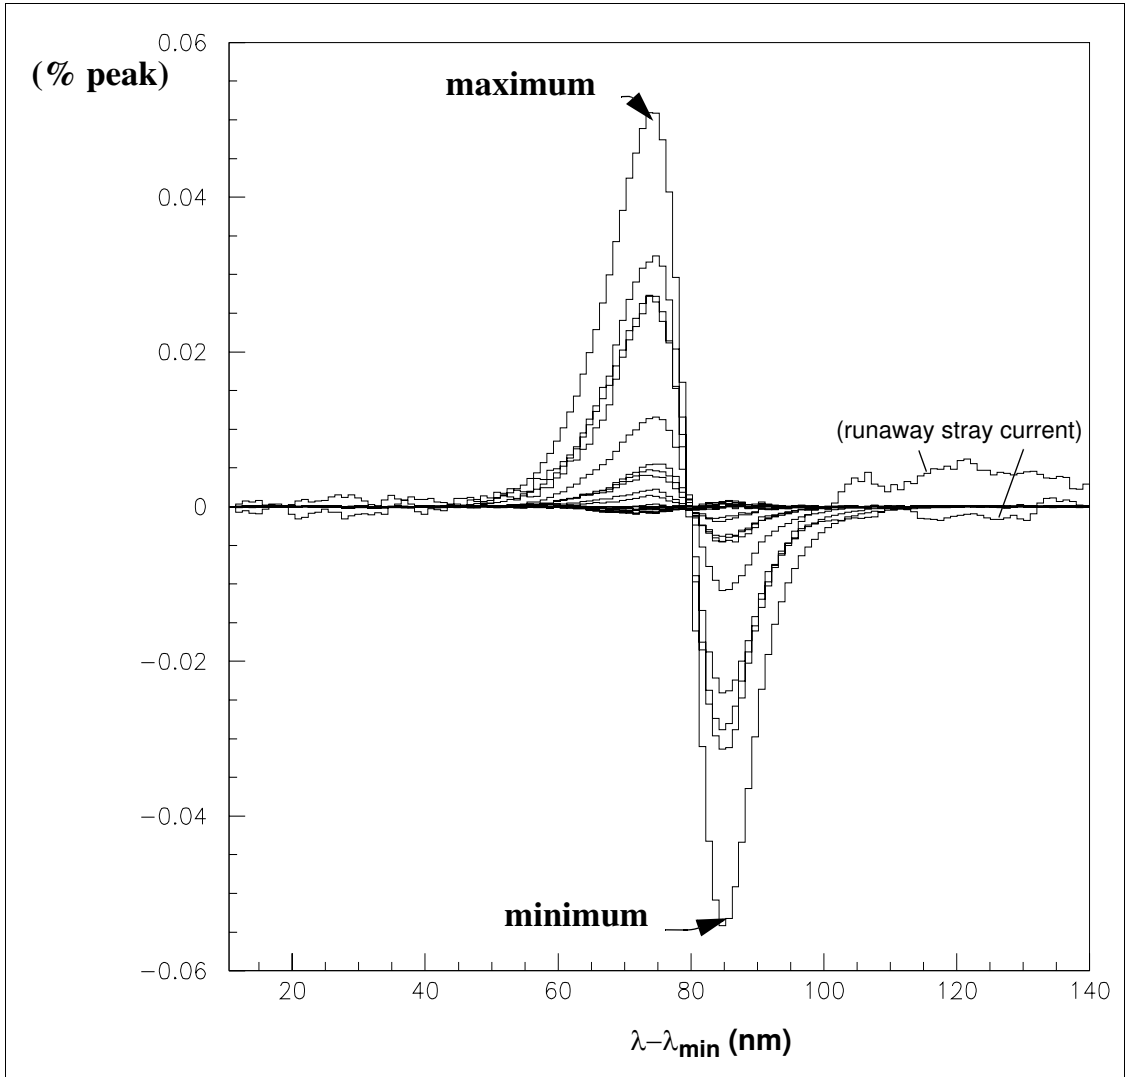 0.06
(% peak)
maximum
0.04
0.02
(runaway stray current)
0
−0.02
−0.04
minimum
−0.06
20 40 60 80 100 120 140
λ−λmin (nm)